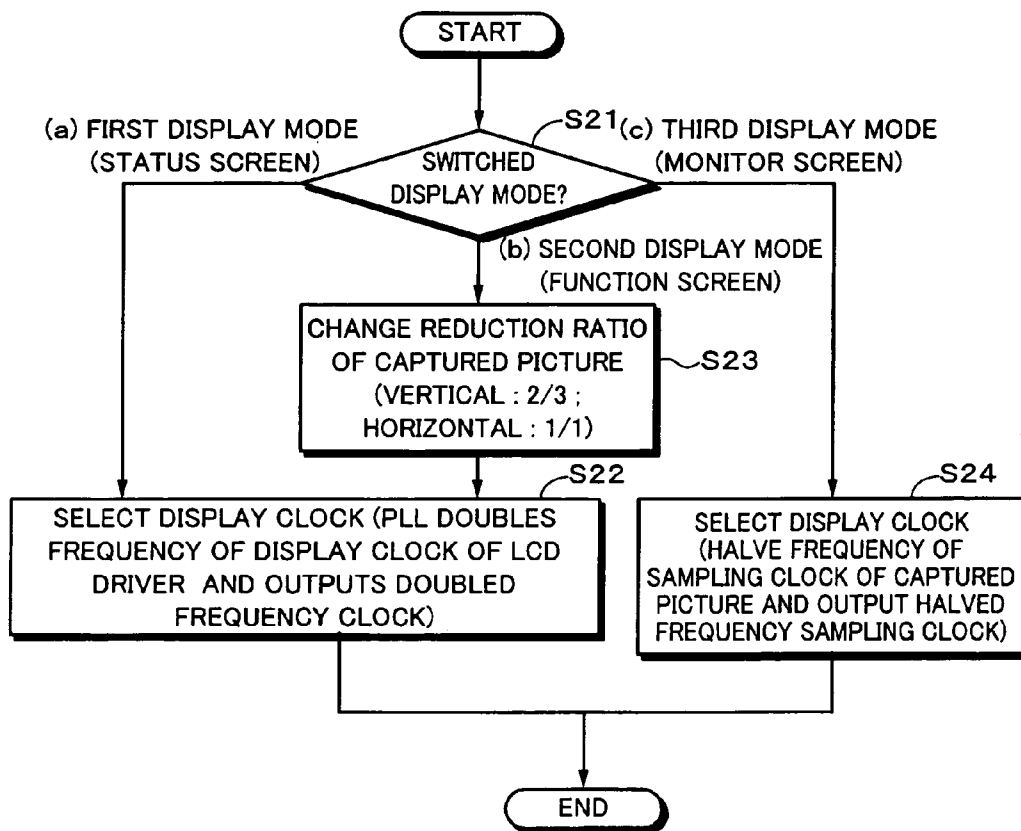 START
(a) FIRST DISPLAY MODE
(STATUS SCREEN)
S21
(c) THIRD DISPLAY MODE
(MONITOR SCREEN)
SWITCHED
DISPLAY MODE?
(b) SECOND DISPLAY MODE
(FUNCTION SCREEN)
CHANGE REDUCTION RATIO
OF CAPTURED PICTURE
(VERTICAL : 2/3 ;
HORIZONTAL : 1/1)
S23
S22
SELECT DISPLAY CLOCK (PLL DOUBLES
FREQUENCY OF DISPLAY CLOCK OF LCD
DRIVER AND OUTPUTS DOUBLED
FREQUENCY CLOCK)
S24
SELECT DISPLAY CLOCK
(HALVE FREQUENCY OF
SAMPLING CLOCK OF CAPTURED
PICTURE AND OUTPUT HALVED
FREQUENCY SAMPLING CLOCK)
END